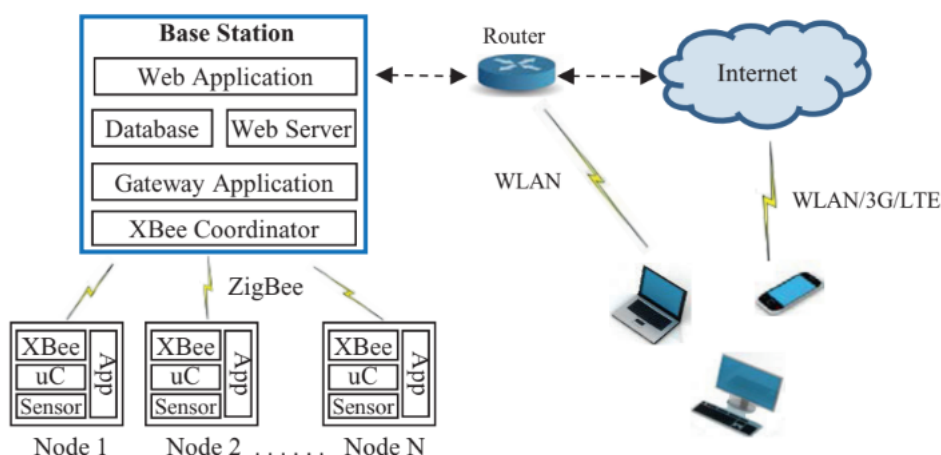 Base Station
Web Application
Database
Web Server
Gateway Application
XBee Coordinator
Router
Internet
WLAN
WLAN/3G/LTE
ZigBee
XBee
uC
Sensor
App
XBee
uC
Sensor
App
XBee
uC
Sensor
App
Node 1
Node 2 . . . . . . Node N